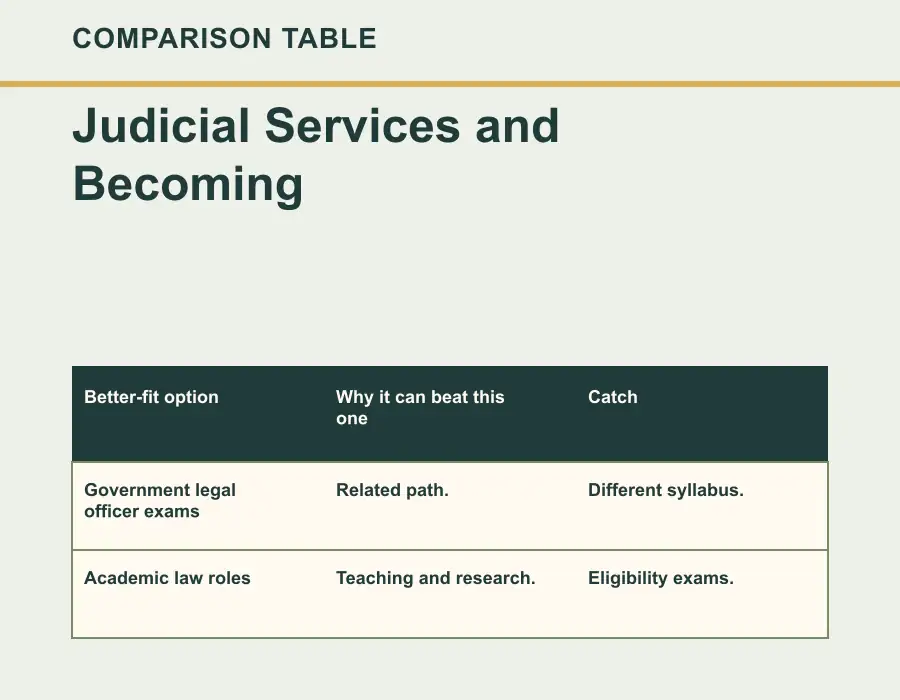 COMPARISON TABLE
Judicial Services and
Becoming
Better-fit option
Why it can beat this
one
Catch
Government legal
officer exams
Related path.
Different syllabus.
Academic law roles
Teaching and research.
Eligibility exams.